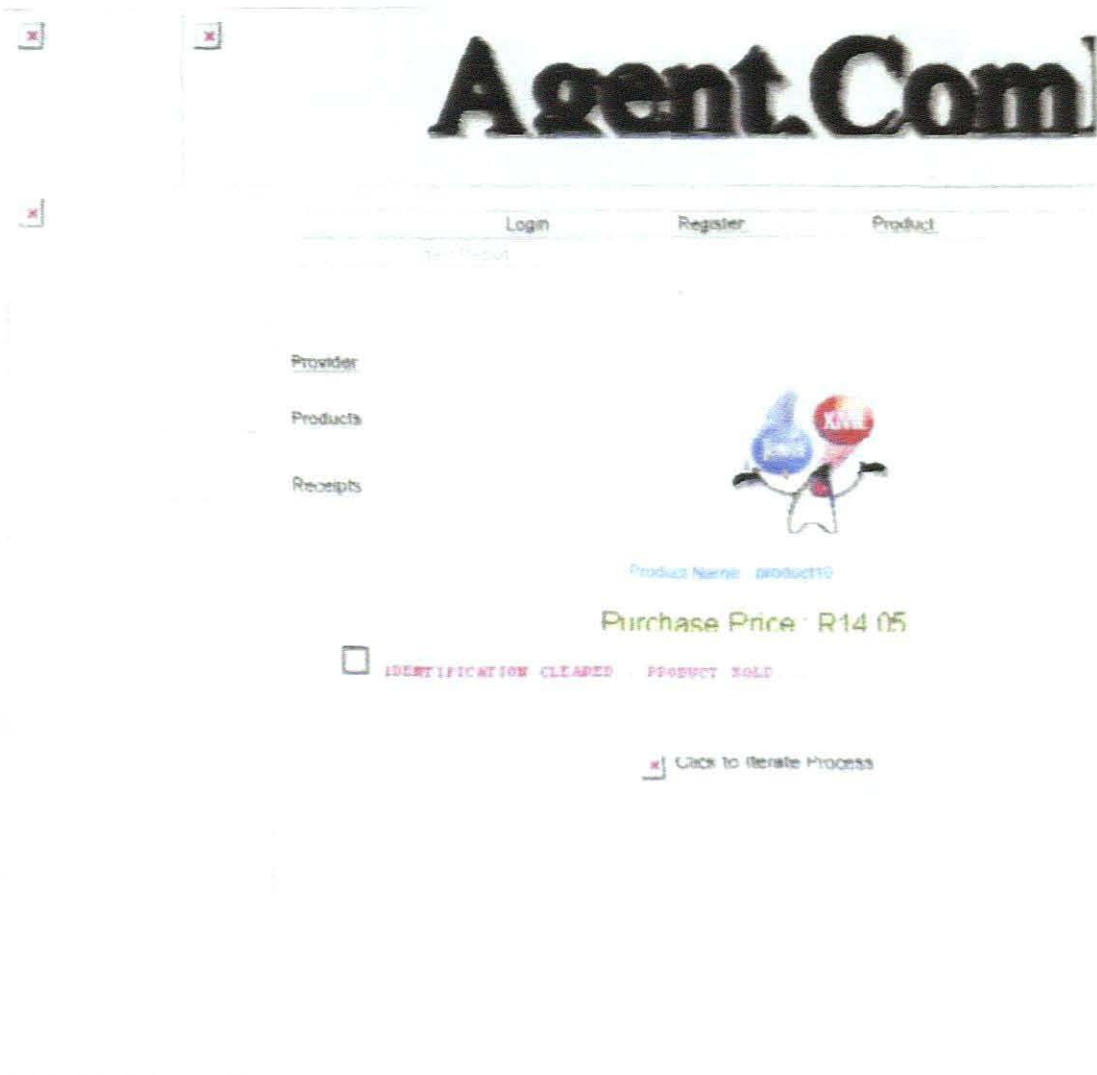 Agent.Com
Login Register Product
Provider
Products
Receipts
XML
Product Name : product10
Purchase Price : R14.05
IDENTIFICATION CLEARED . PRODUCT SOLD ...
Click to Iterate Process